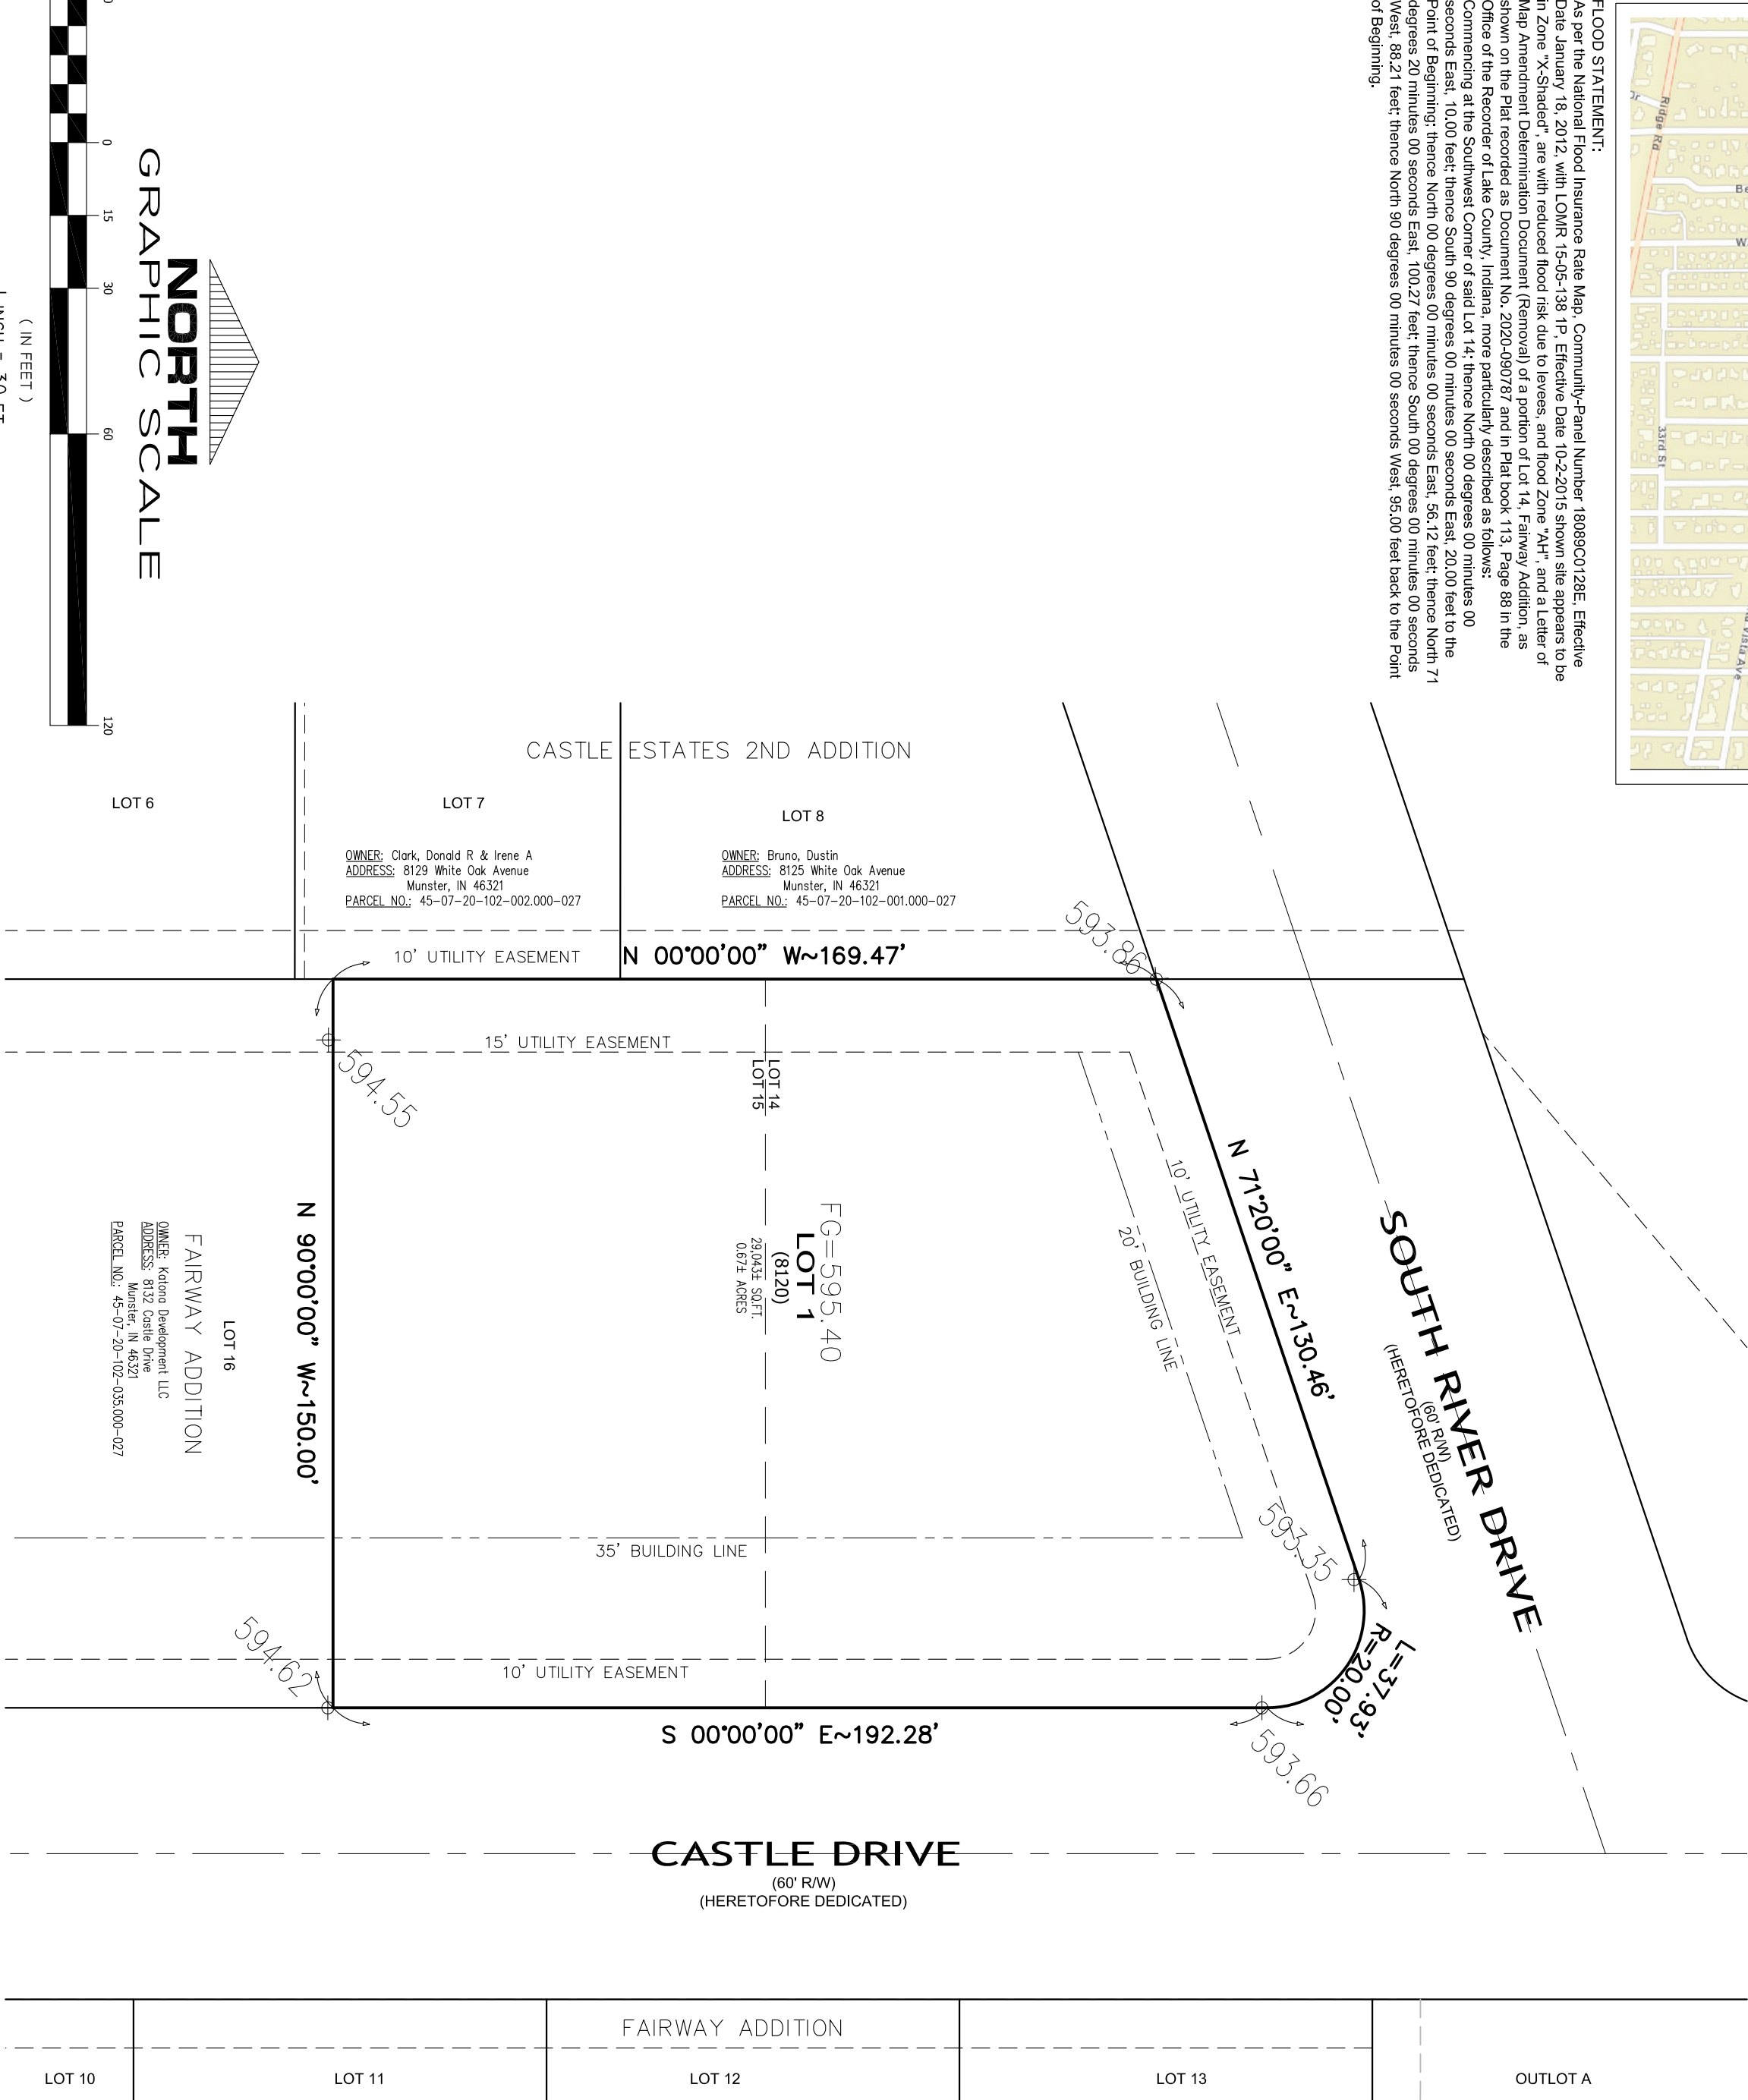 FLOOD STATEMENT:
As per the National Flood Insurance Rate Map, Community-Panel Number 18089C0128E, Effective
Date January 18, 2012, with LOMR 15-05-138 1P, Effective Date 10-2-2015 shown site appears to be
in Zone "X-Shaded", are with reduced flood risk due to levees, and flood Zone "AH", and a Letter of
Map Amendment Determination Document (Removal) of a portion of Lot 14, Fairway Addition, as
shown on the Plat recorded as Document No. 2020-090787 and in Plat book 113, Page 88 in the
Office of the Recorder of Lake County, Indiana, more particularly described as follows:
Commencing at the Southwest Corner of said Lot 14; thence North 00 degrees 00 minutes 00
seconds East, 10.00 feet; thence South 90 degrees 00 minutes 00 seconds East, 20.00 feet to the
Point of Beginning; thence North 00 degrees 00 minutes 00 seconds East, 56.12 feet; thence North 71
degrees 20 minutes 00 seconds East, 100.27 feet; thence South 00 degrees 00 minutes 00 seconds
West, 88.21 feet; thence North 90 degrees 00 minutes 00 seconds West, 95.00 feet back to the Point
of Beginning.
Ridge Rd
33rd St
Vista Ave
NORTH
GRAPHIC SCALE
0
15
30
60
120
( IN FEET )
1 INCH = 30 FT
CASTLE ESTATES 2ND ADDITION
LOT 6
LOT 7
OWNER: Clark, Donald R & Irene A
ADDRESS: 8129 White Oak Avenue
Munster, IN 46321
PARCEL NO.: 45-07-20-102-002.000-027
LOT 8
OWNER: Bruno, Dustin
ADDRESS: 8125 White Oak Avenue
Munster, IN 46321
PARCEL NO.: 45-07-20-102-001.000-027
593.86
10' UTILITY EASEMENT
N 00°00'00" W~169.47'
15' UTILITY EASEMENT
594.55
LOT 14
LOT 15
N 71°20'00" E~130.46'
10' UTILITY EASEMENT
20' BUILDING LINE
FG=595.40
LOT 1
(8120)
29,043± SQ.FT.
0.67± ACRES
SOUTH RIVER DRIVE
(60' R/W)
(HERETOFORE DEDICATED)
N 90°00'00" W~150.00'
LOT 16
FAIRWAY ADDITION
OWNER: Katona Development LLC
ADDRESS: 8132 Castle Drive
Munster, IN 46321
PARCEL NO.: 45-07-20-102-035.000-027
593.35
35' BUILDING LINE
L=37.93'
R=20.00'
594.62
10' UTILITY EASEMENT
S 00°00'00" E~192.28'
593.66
CASTLE DRIVE
(60' R/W)
(HERETOFORE DEDICATED)
FAIRWAY ADDITION
LOT 10
LOT 11
LOT 12
LOT 13
OUTLOT A